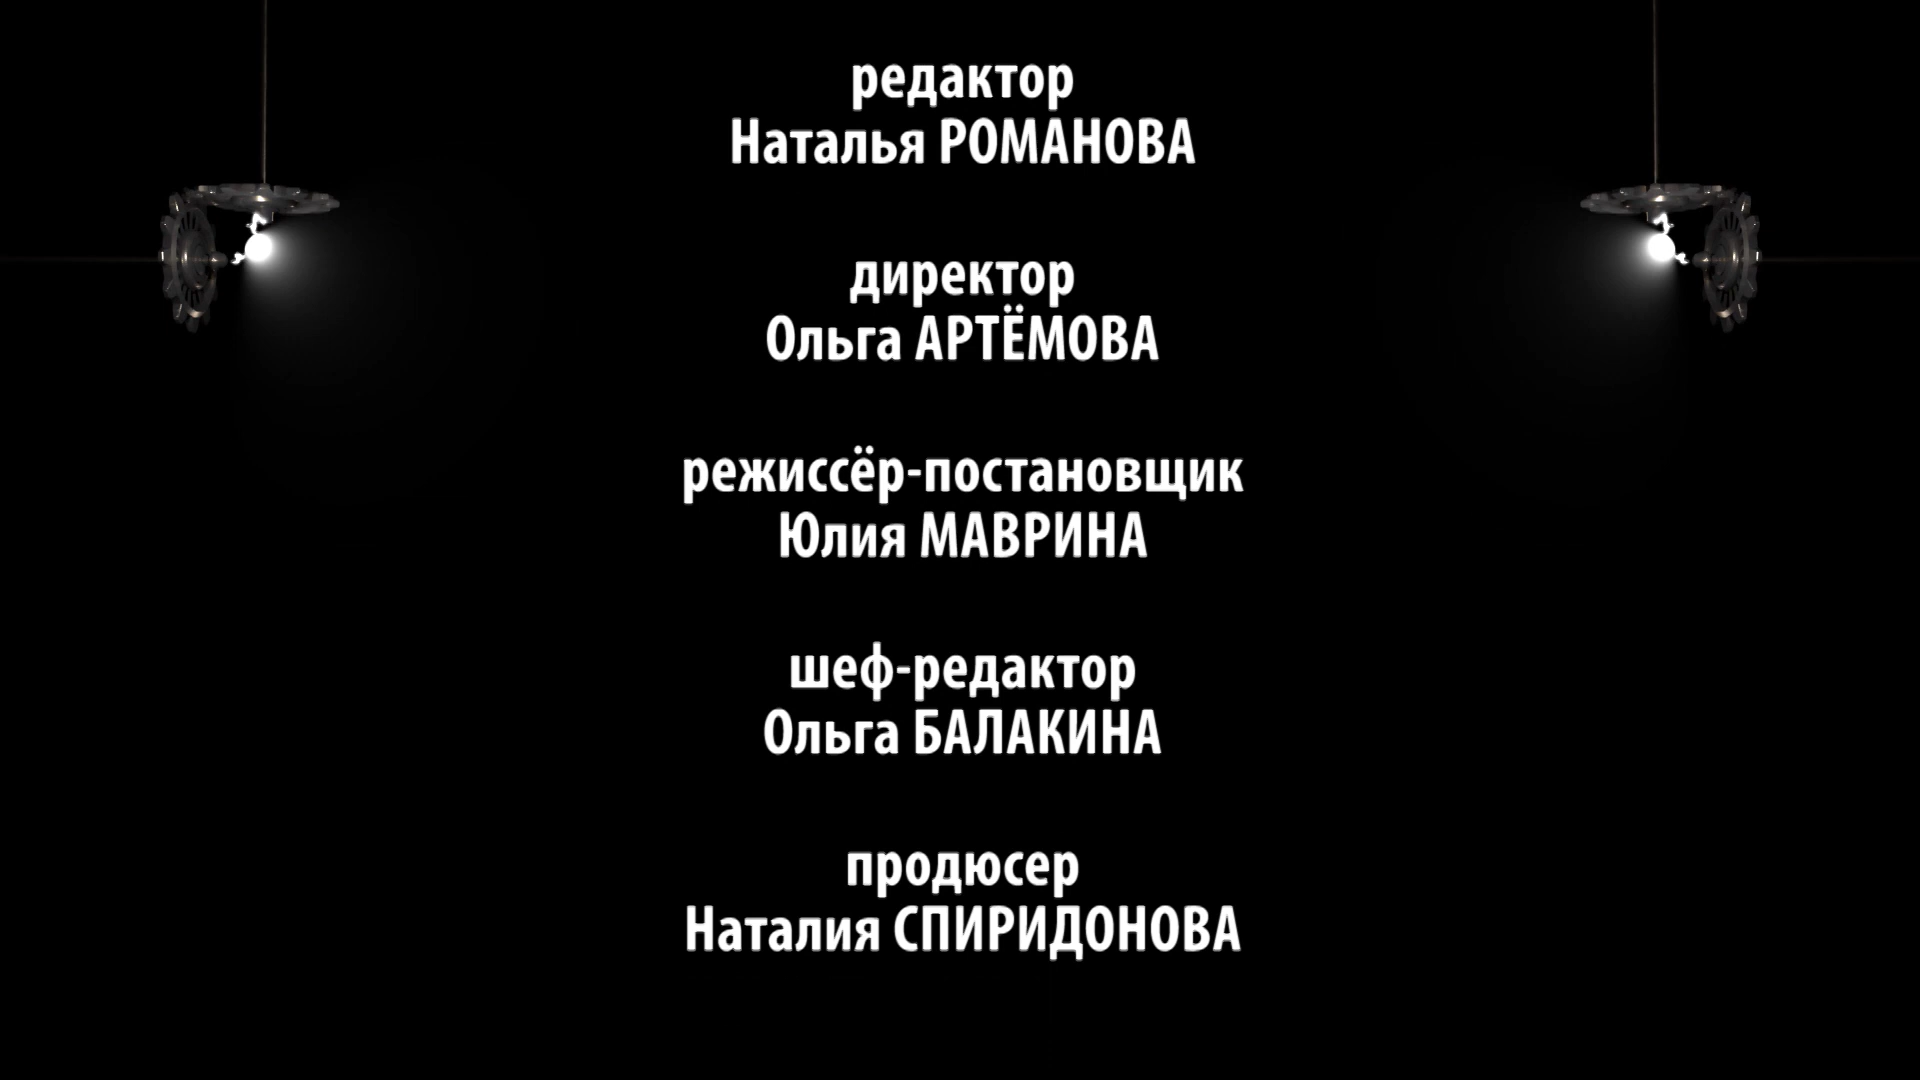 редактор
Наталья РОМАНОВА
директор
Ольга АРТЁМОВА
режиссёр-постановщик
Юлия МАВРИНА
шеф-редактор
Ольга БАЛАКИНА
продюсер
Наталия СПИРИДОНОВА